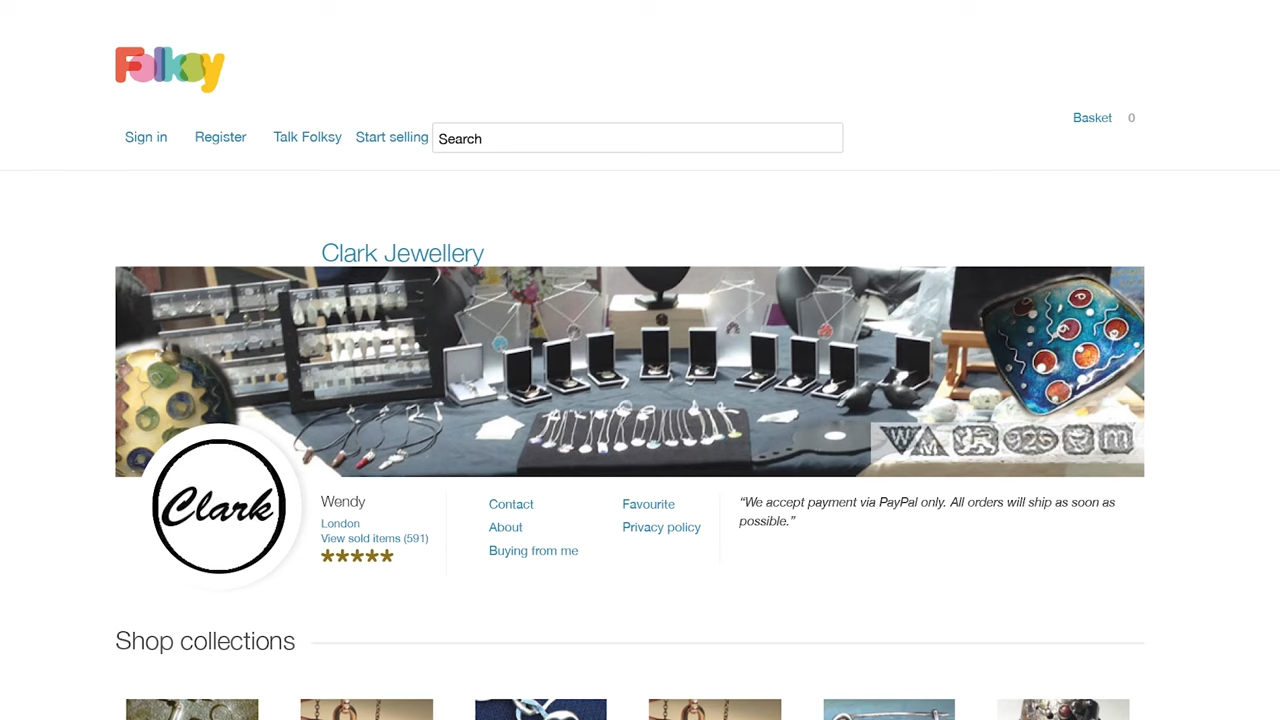 Folksy
Basket 0
Sign in Register Talk Folksy Start selling Search
Clark Jewellery
W M 925 m
Clark
Wendy
London
View sold items (591)
★★★★★
Contact
About
Buying from me
Favourite
Privacy policy
“We accept payment via PayPal only. All orders will ship as soon as
possible.”
Shop collections